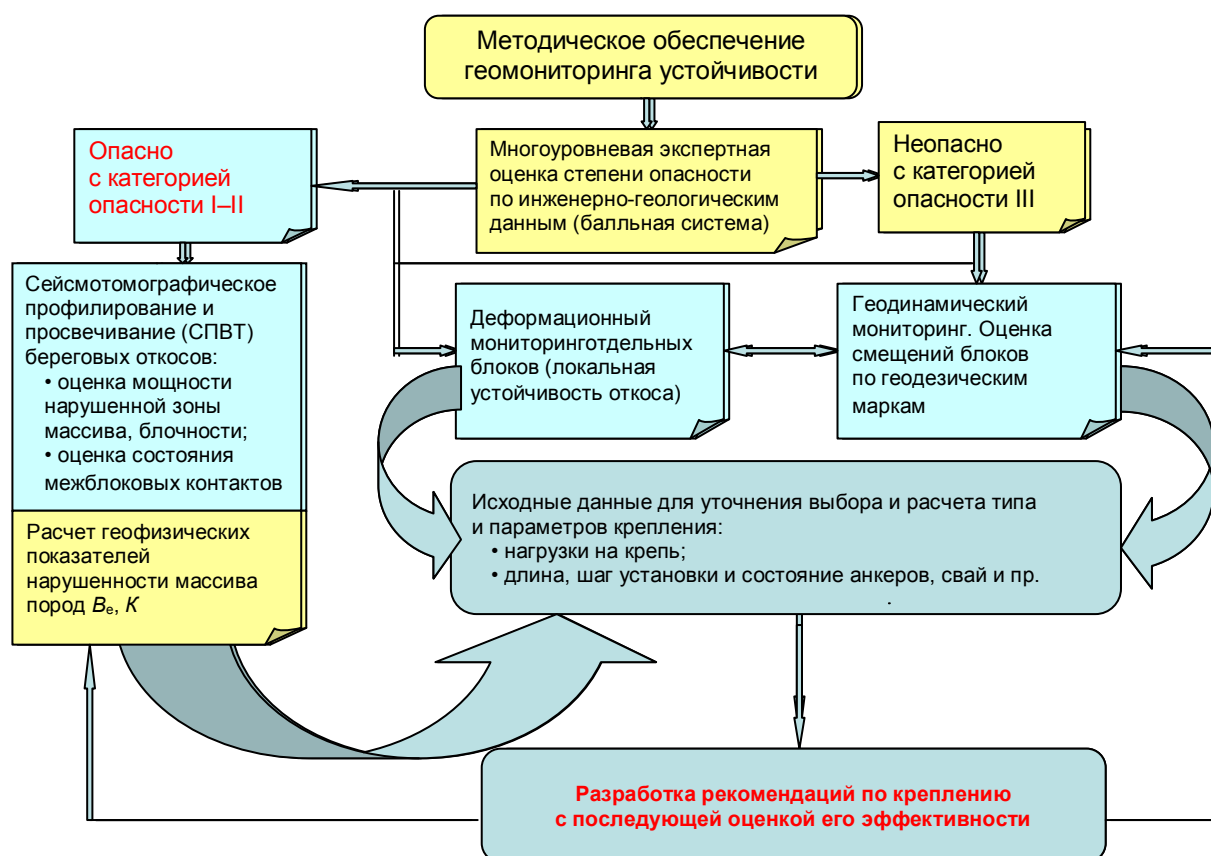 Методическое обеспечение
геомониторинга устойчивости
Опасно
с категорией
опасности I–II
Многоуровневая экспертная
оценка степени опасности
по инженерно-геологическим
данным (балльная система)
Неопасно
с категорией
опасности III
Сейсмотомографическое
профилирование и
просвечивание (СПВТ)
береговых откосов:
• оценка мощности
нарушенной зоны
массива, блочности;
• оценка состояния
межблоковых контактов
Расчет геофизических
показателей
нарушенности массива
пород Bе, K
Деформационный
мониторинготдельных
блоков (локальная
устойчивость откоса)
Геодинамический
мониторинг. Оценка
смещений блоков
по геодезическим
маркам
Исходные данные для уточнения выбора и расчета типа
и параметров крепления:
• нагрузки на крепь;
• длина, шаг установки и состояние анкеров, свай и пр.
.
Разработка рекомендаций по креплению
с последующей оценкой его эффективности